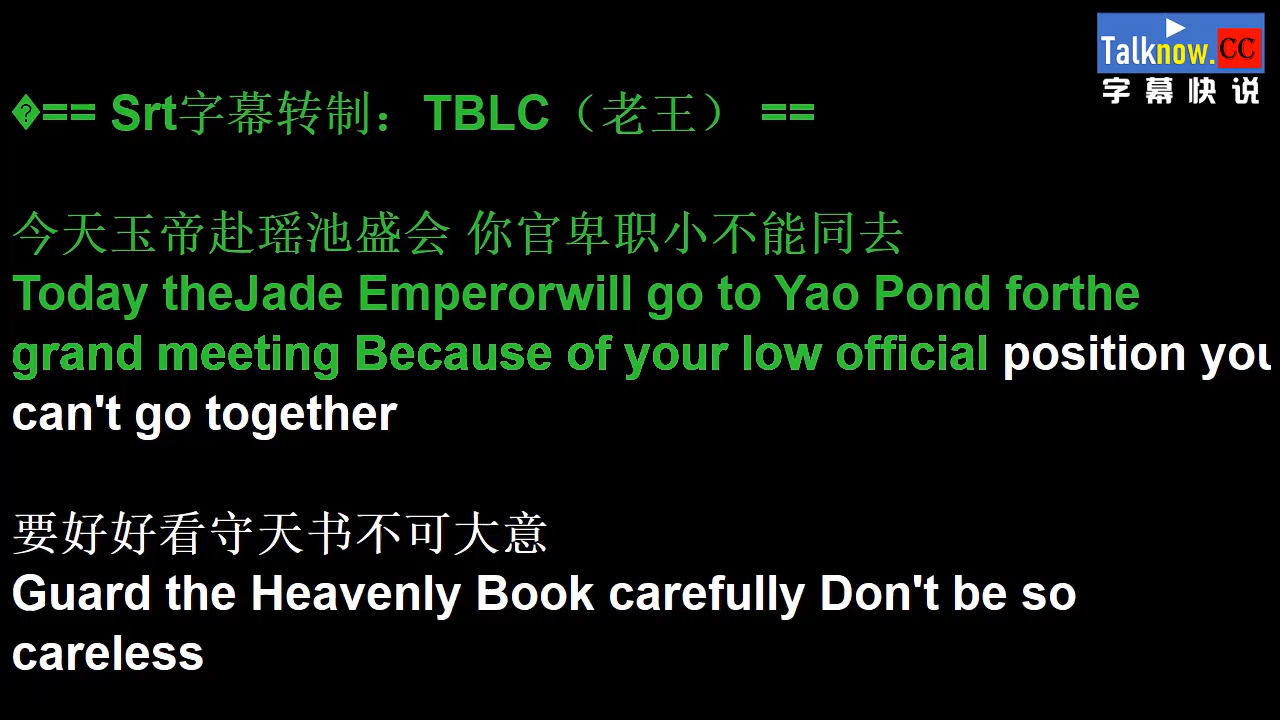 Talknow.CC
字幕快说
�== Srt字幕转制：TBLC（老王） ==
今天玉帝赴瑶池盛会 你官卑职小不能同去
Today theJade Emperorwill go to Yao Pond forthe
grand meeting Because of your low official position you
can't go together
要好好看守天书不可大意
Guard the Heavenly Book carefully Don't be so
careless